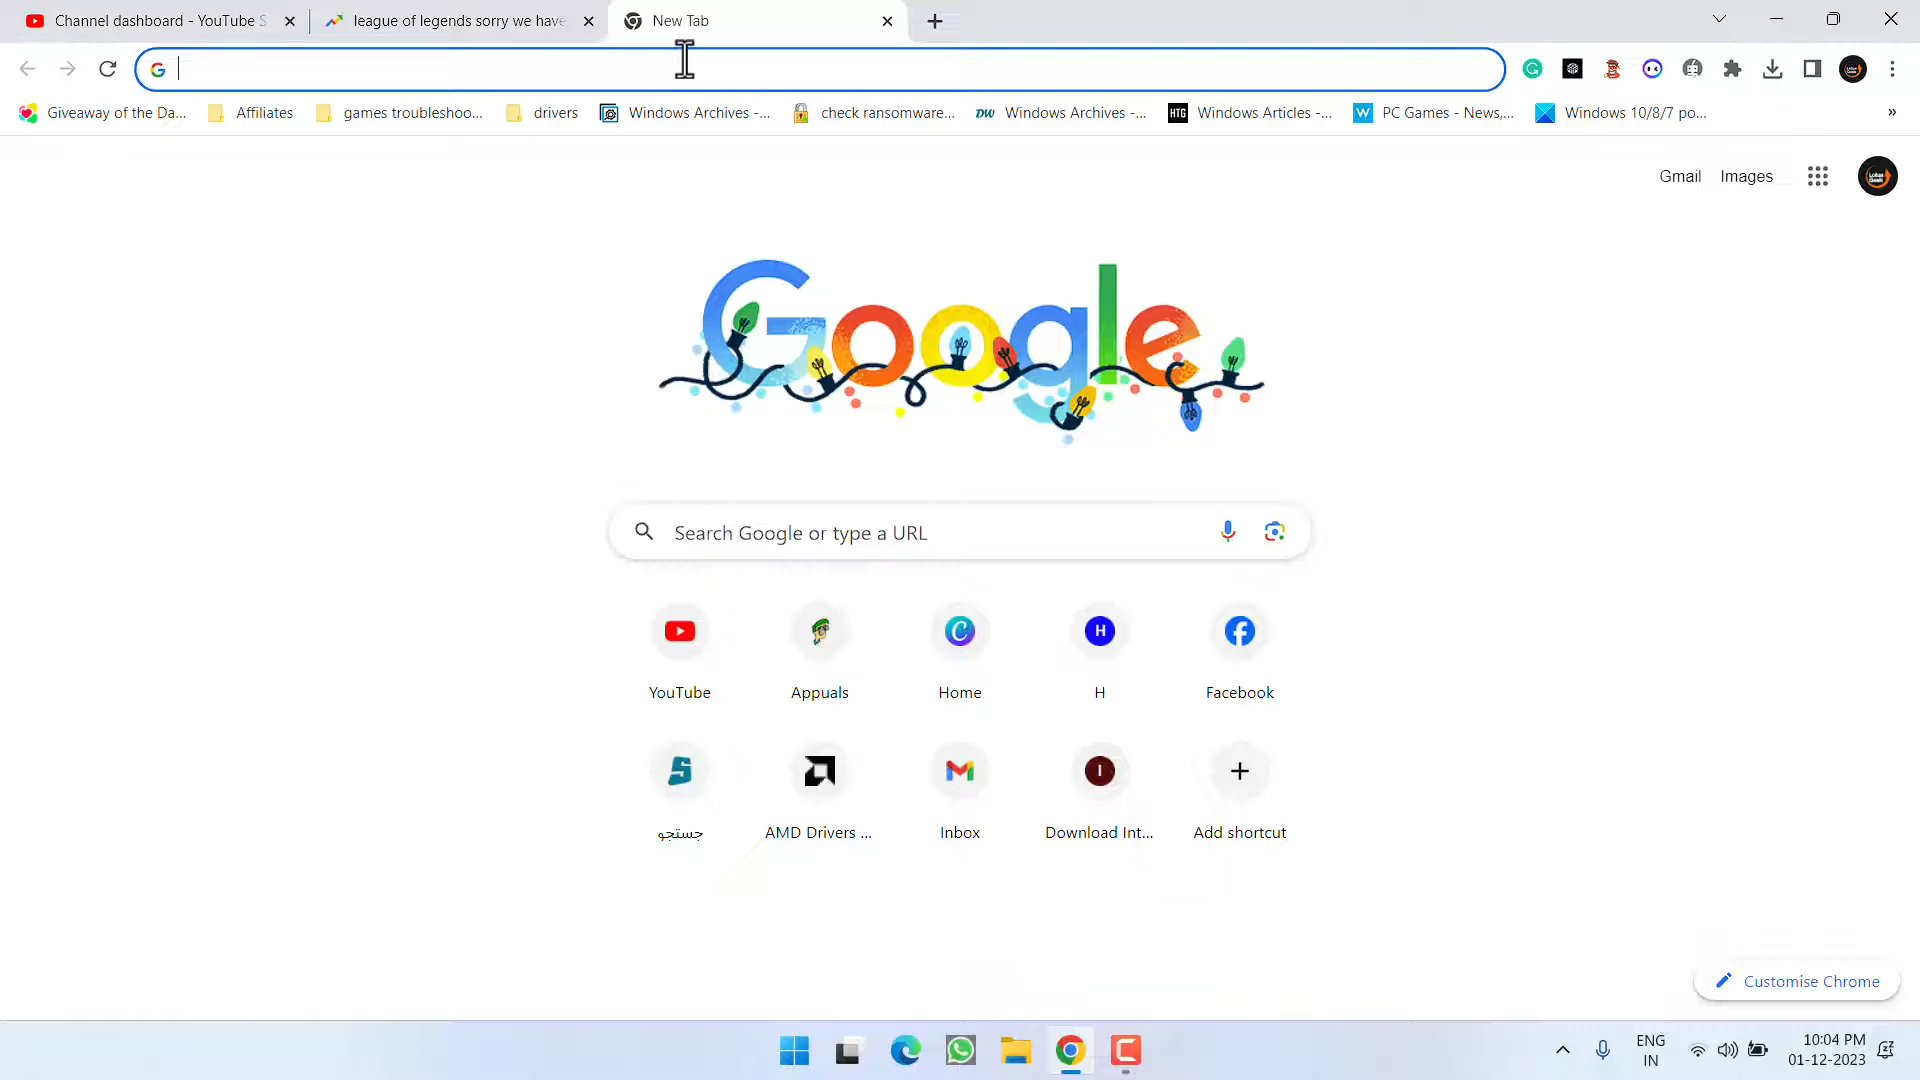 Channel dashboard - YouTube S
league of legends sorry we have
New Tab
Giveaway of the Da...
Affiliates
games troubleshoo...
drivers
Windows Archives -...
check ransomware...
DW
Windows Archives -...
HTG
Windows Articles -...
W
PC Games - News,...
Windows 10/8/7 po...
»
Gmail
Images
Google
Search Google or type a URL
H
YouTube
Appuals
Home
H
Facebook
I
جستجو
AMD Drivers ...
Inbox
Download Int...
Add shortcut
Customise Chrome
ENG
IN
10:04 PM
01-12-2023